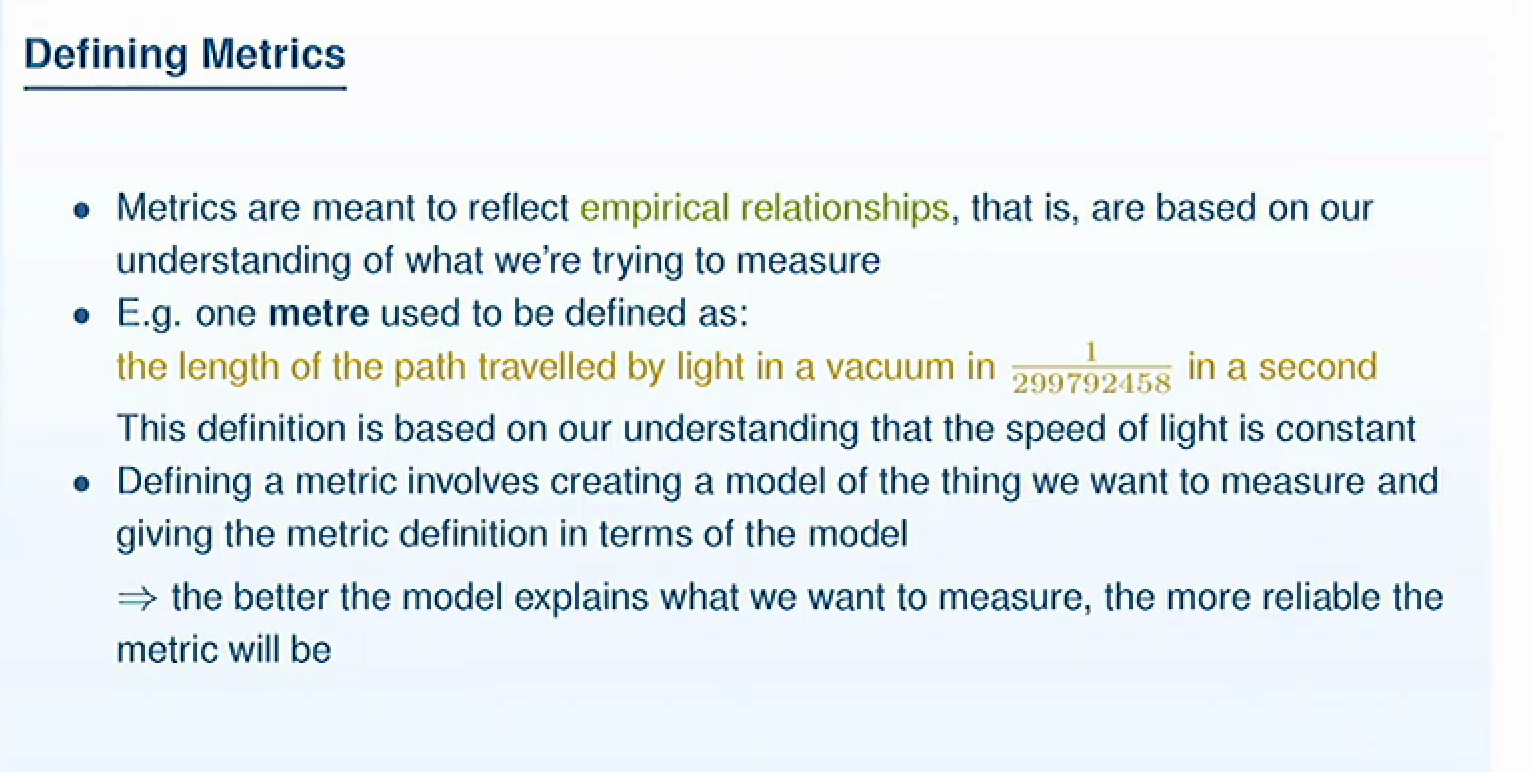 Defining Metrics
• Metrics are meant to reflect empirical relationships, that is, are based on our
understanding of what we're trying to measure
• E.g. one metre used to be defined as:
the length of the path travelled by light in a vacuum in 1/299792458 in a second
This definition is based on our understanding that the speed of light is constant
• Defining a metric involves creating a model of the thing we want to measure and
giving the metric definition in terms of the model
⇒ the better the model explains what we want to measure, the more reliable the
metric will be